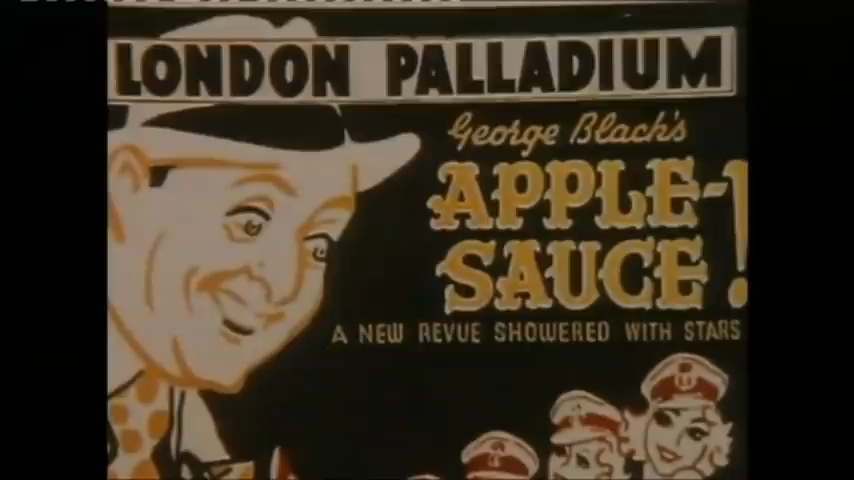 LONDON PALLADIUM
George Black's
APPLE-
SAUCE!
A NEW REVUE SHOWERED WITH STARS